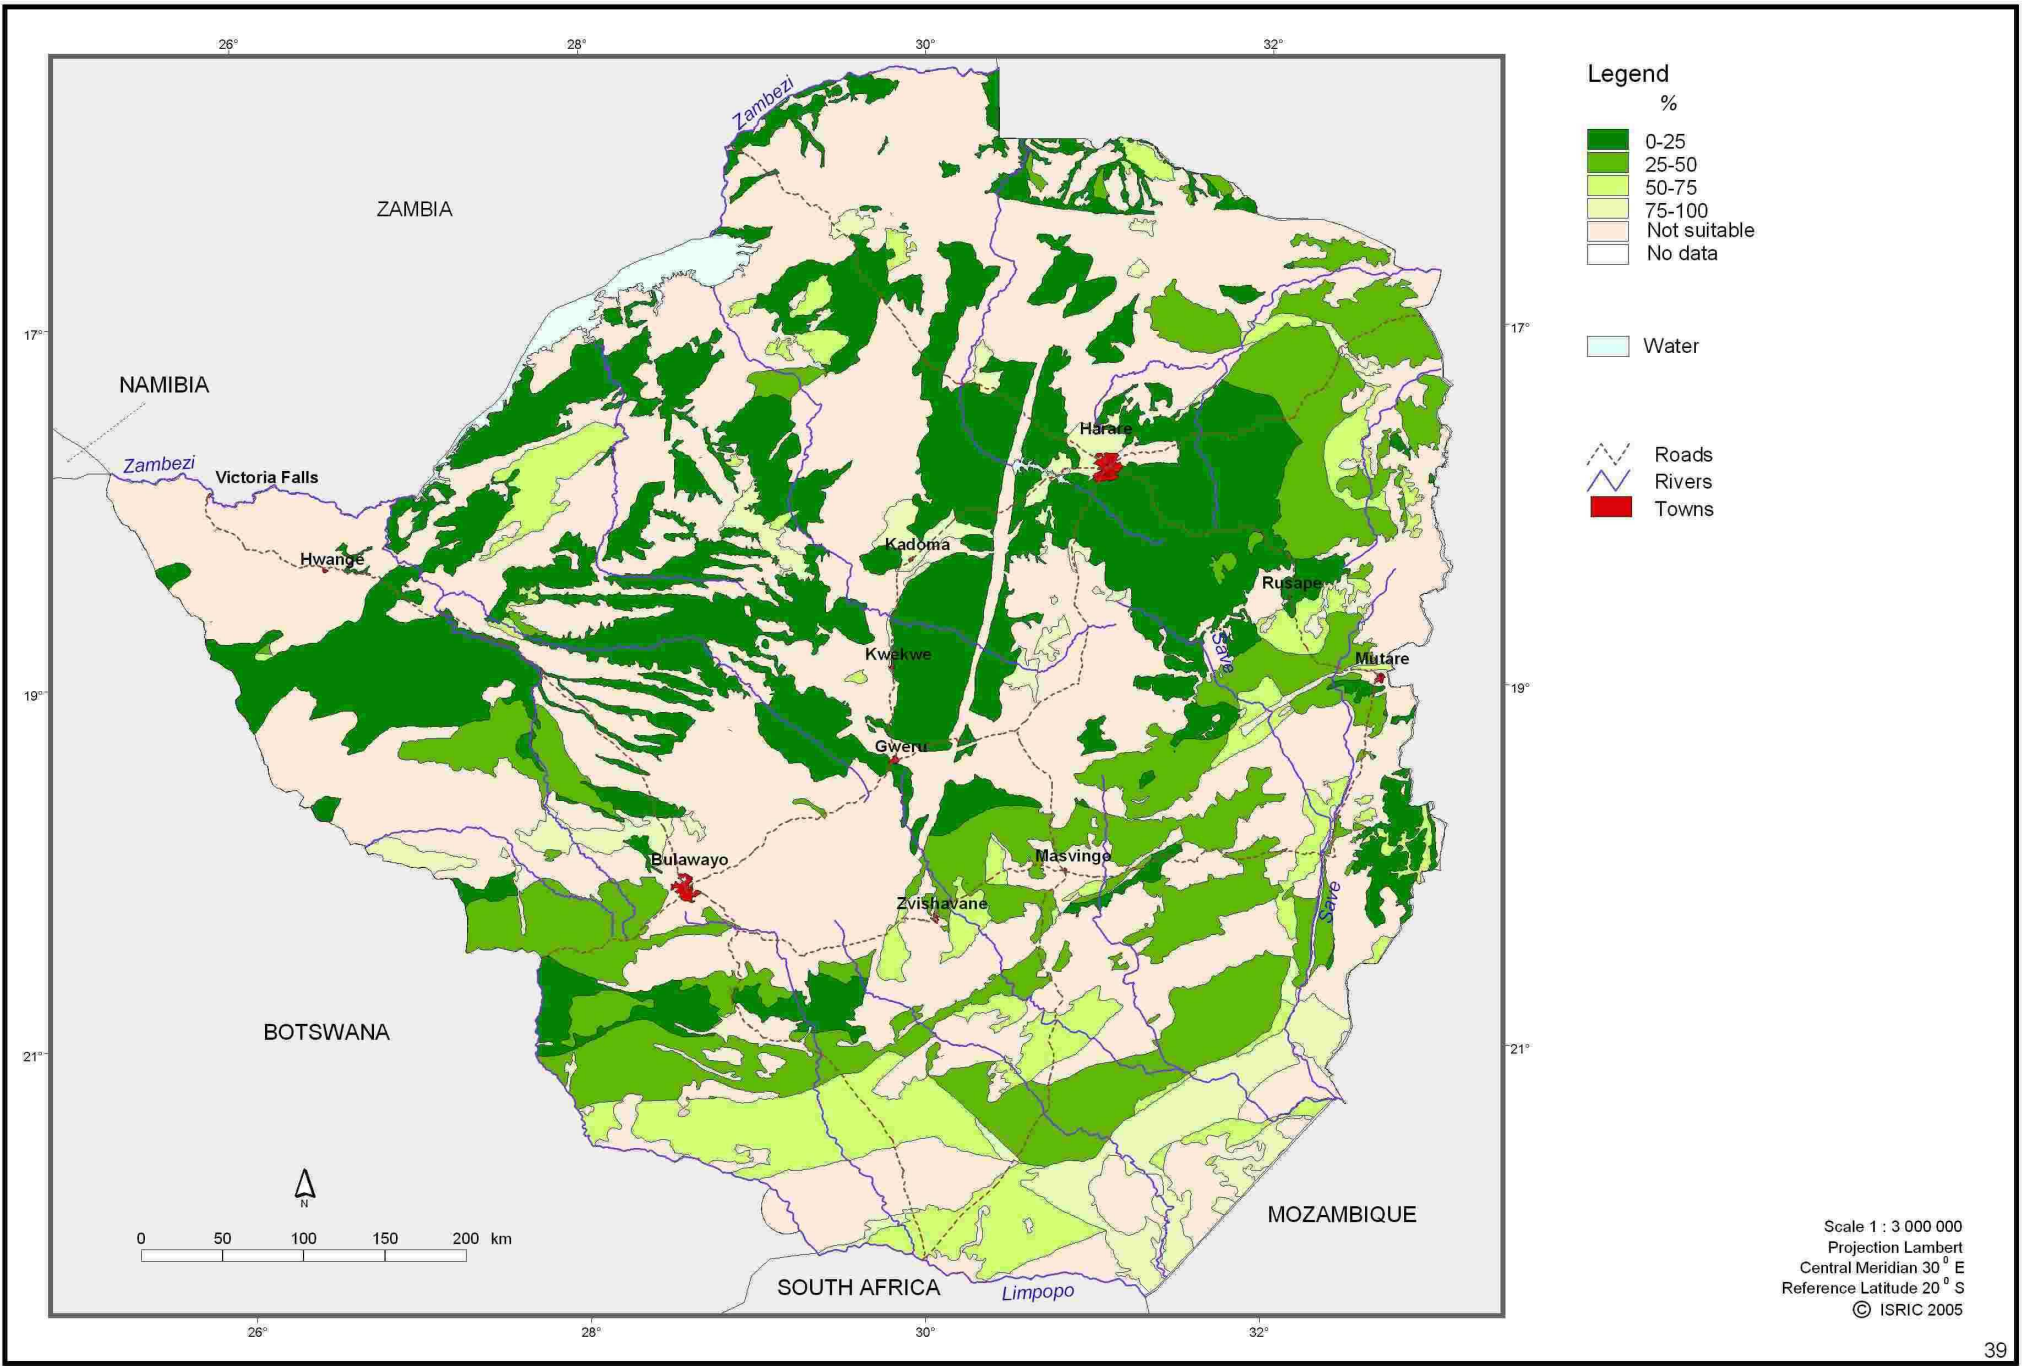 26° 28° 30° 32°
Legend
%
0-25
25-50
50-75
75-100
Not suitable
No data
Water
Roads
Rivers
Towns
Zambezi
ZAMBIA
17° 17°
NAMIBIA
Harare
Zambezi
Victoria Falls
Kadoma
Hwange
Rusape
Save
Kwekwe
Mutare
19° 19°
Gweru
Bulawayo
Masvingo
Zvishavane
Save
BOTSWANA
21° 21°
N
MOZAMBIQUE
0 50 100 150 200 km
SOUTH AFRICA
Limpopo
26° 28° 30° 32°
Scale 1 : 3 000 000
Projection Lambert
Central Meridian 30 ° E
Reference Latitude 20 ° S
© ISRIC 2005
39